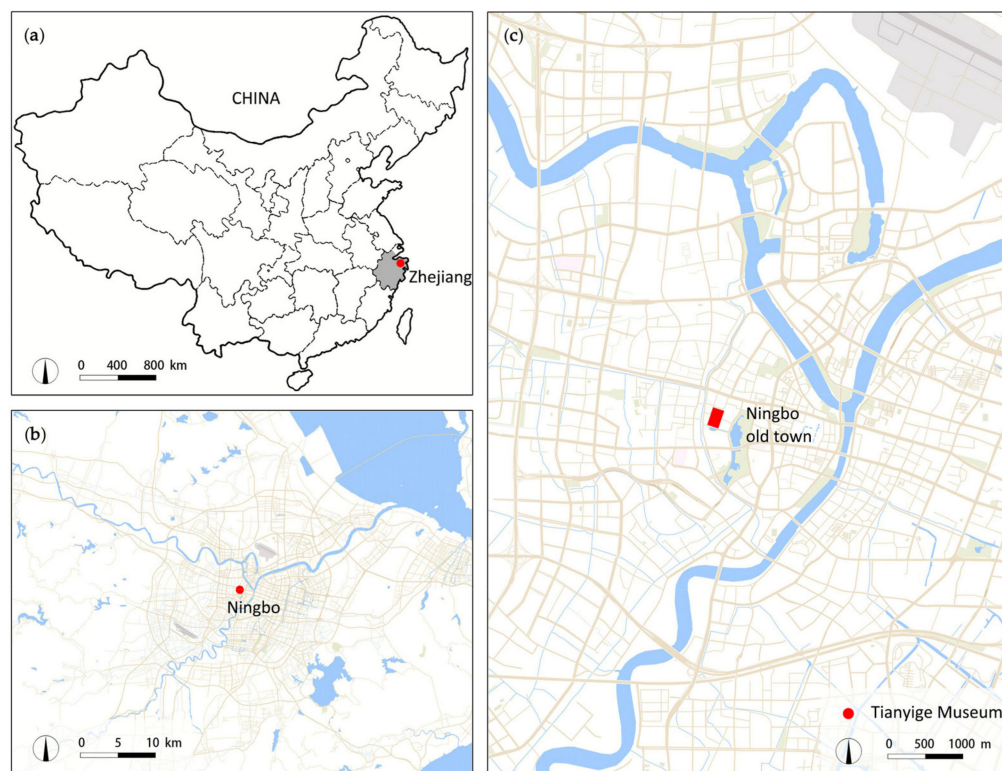 (a)
CHINA
Zhejiang
0 400 800 km
(b)
Ningbo
0 5 10 km
(c)
Ningbo
old town
Tianyige Museum
0 500 1000 m